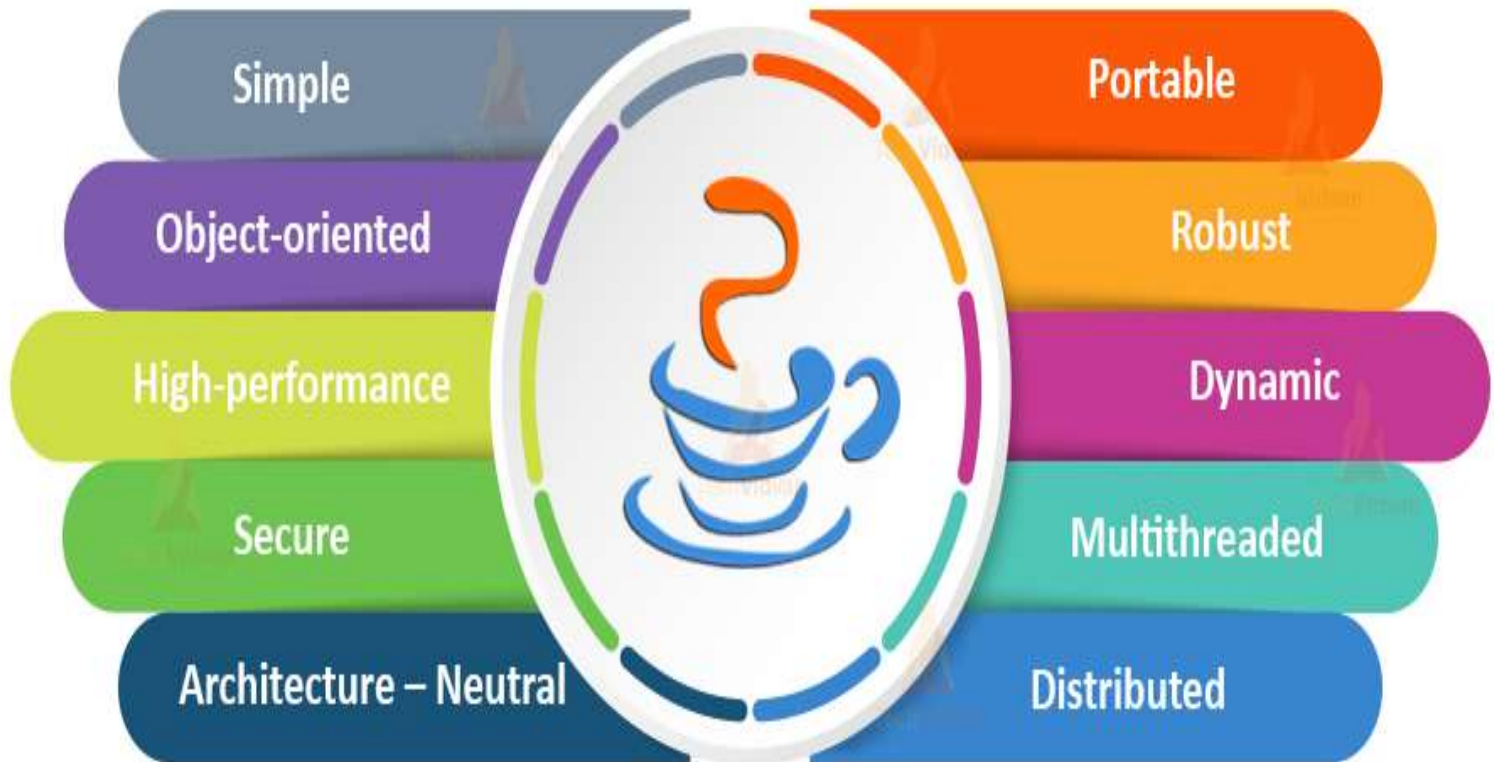 Simple
Object-oriented
High-performance
Secure
Architecture – Neutral
Portable
Robust
Dynamic
Multithreaded
Distributed